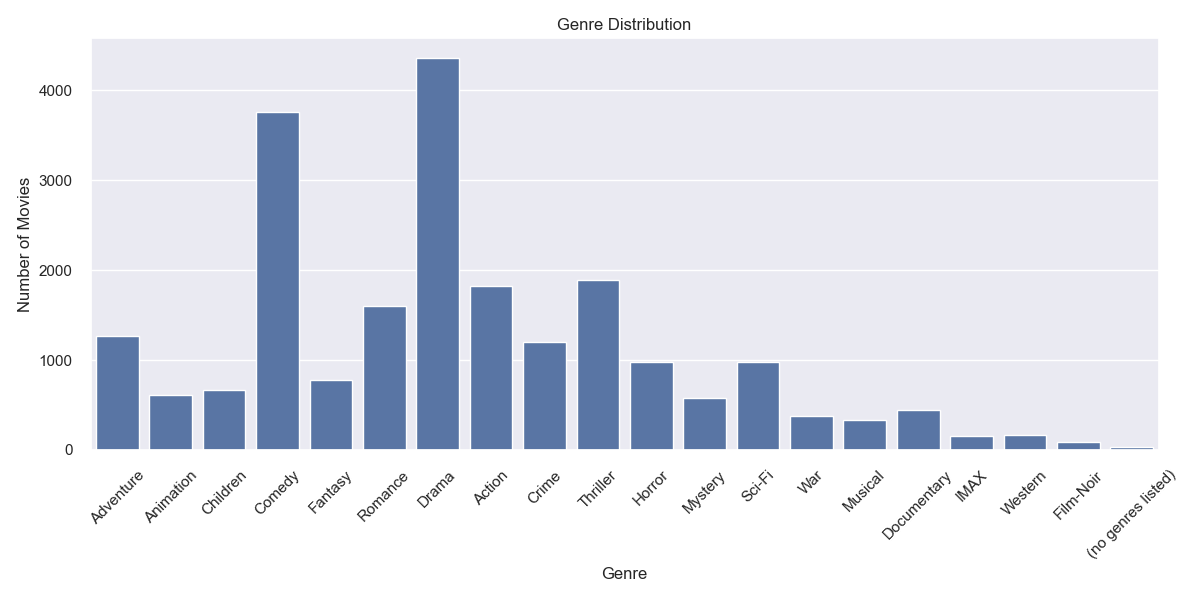 Genre Distribution
Number of Movies
4000
3000
2000
1000
0
Adventure
Animation
Children
Comedy
Fantasy
Romance
Drama
Action
Crime
Thriller
Horror
Mystery
Sci-Fi
War
Musical
Documentary
IMAX
Western
Film-Noir
(no genres listed)
Genre